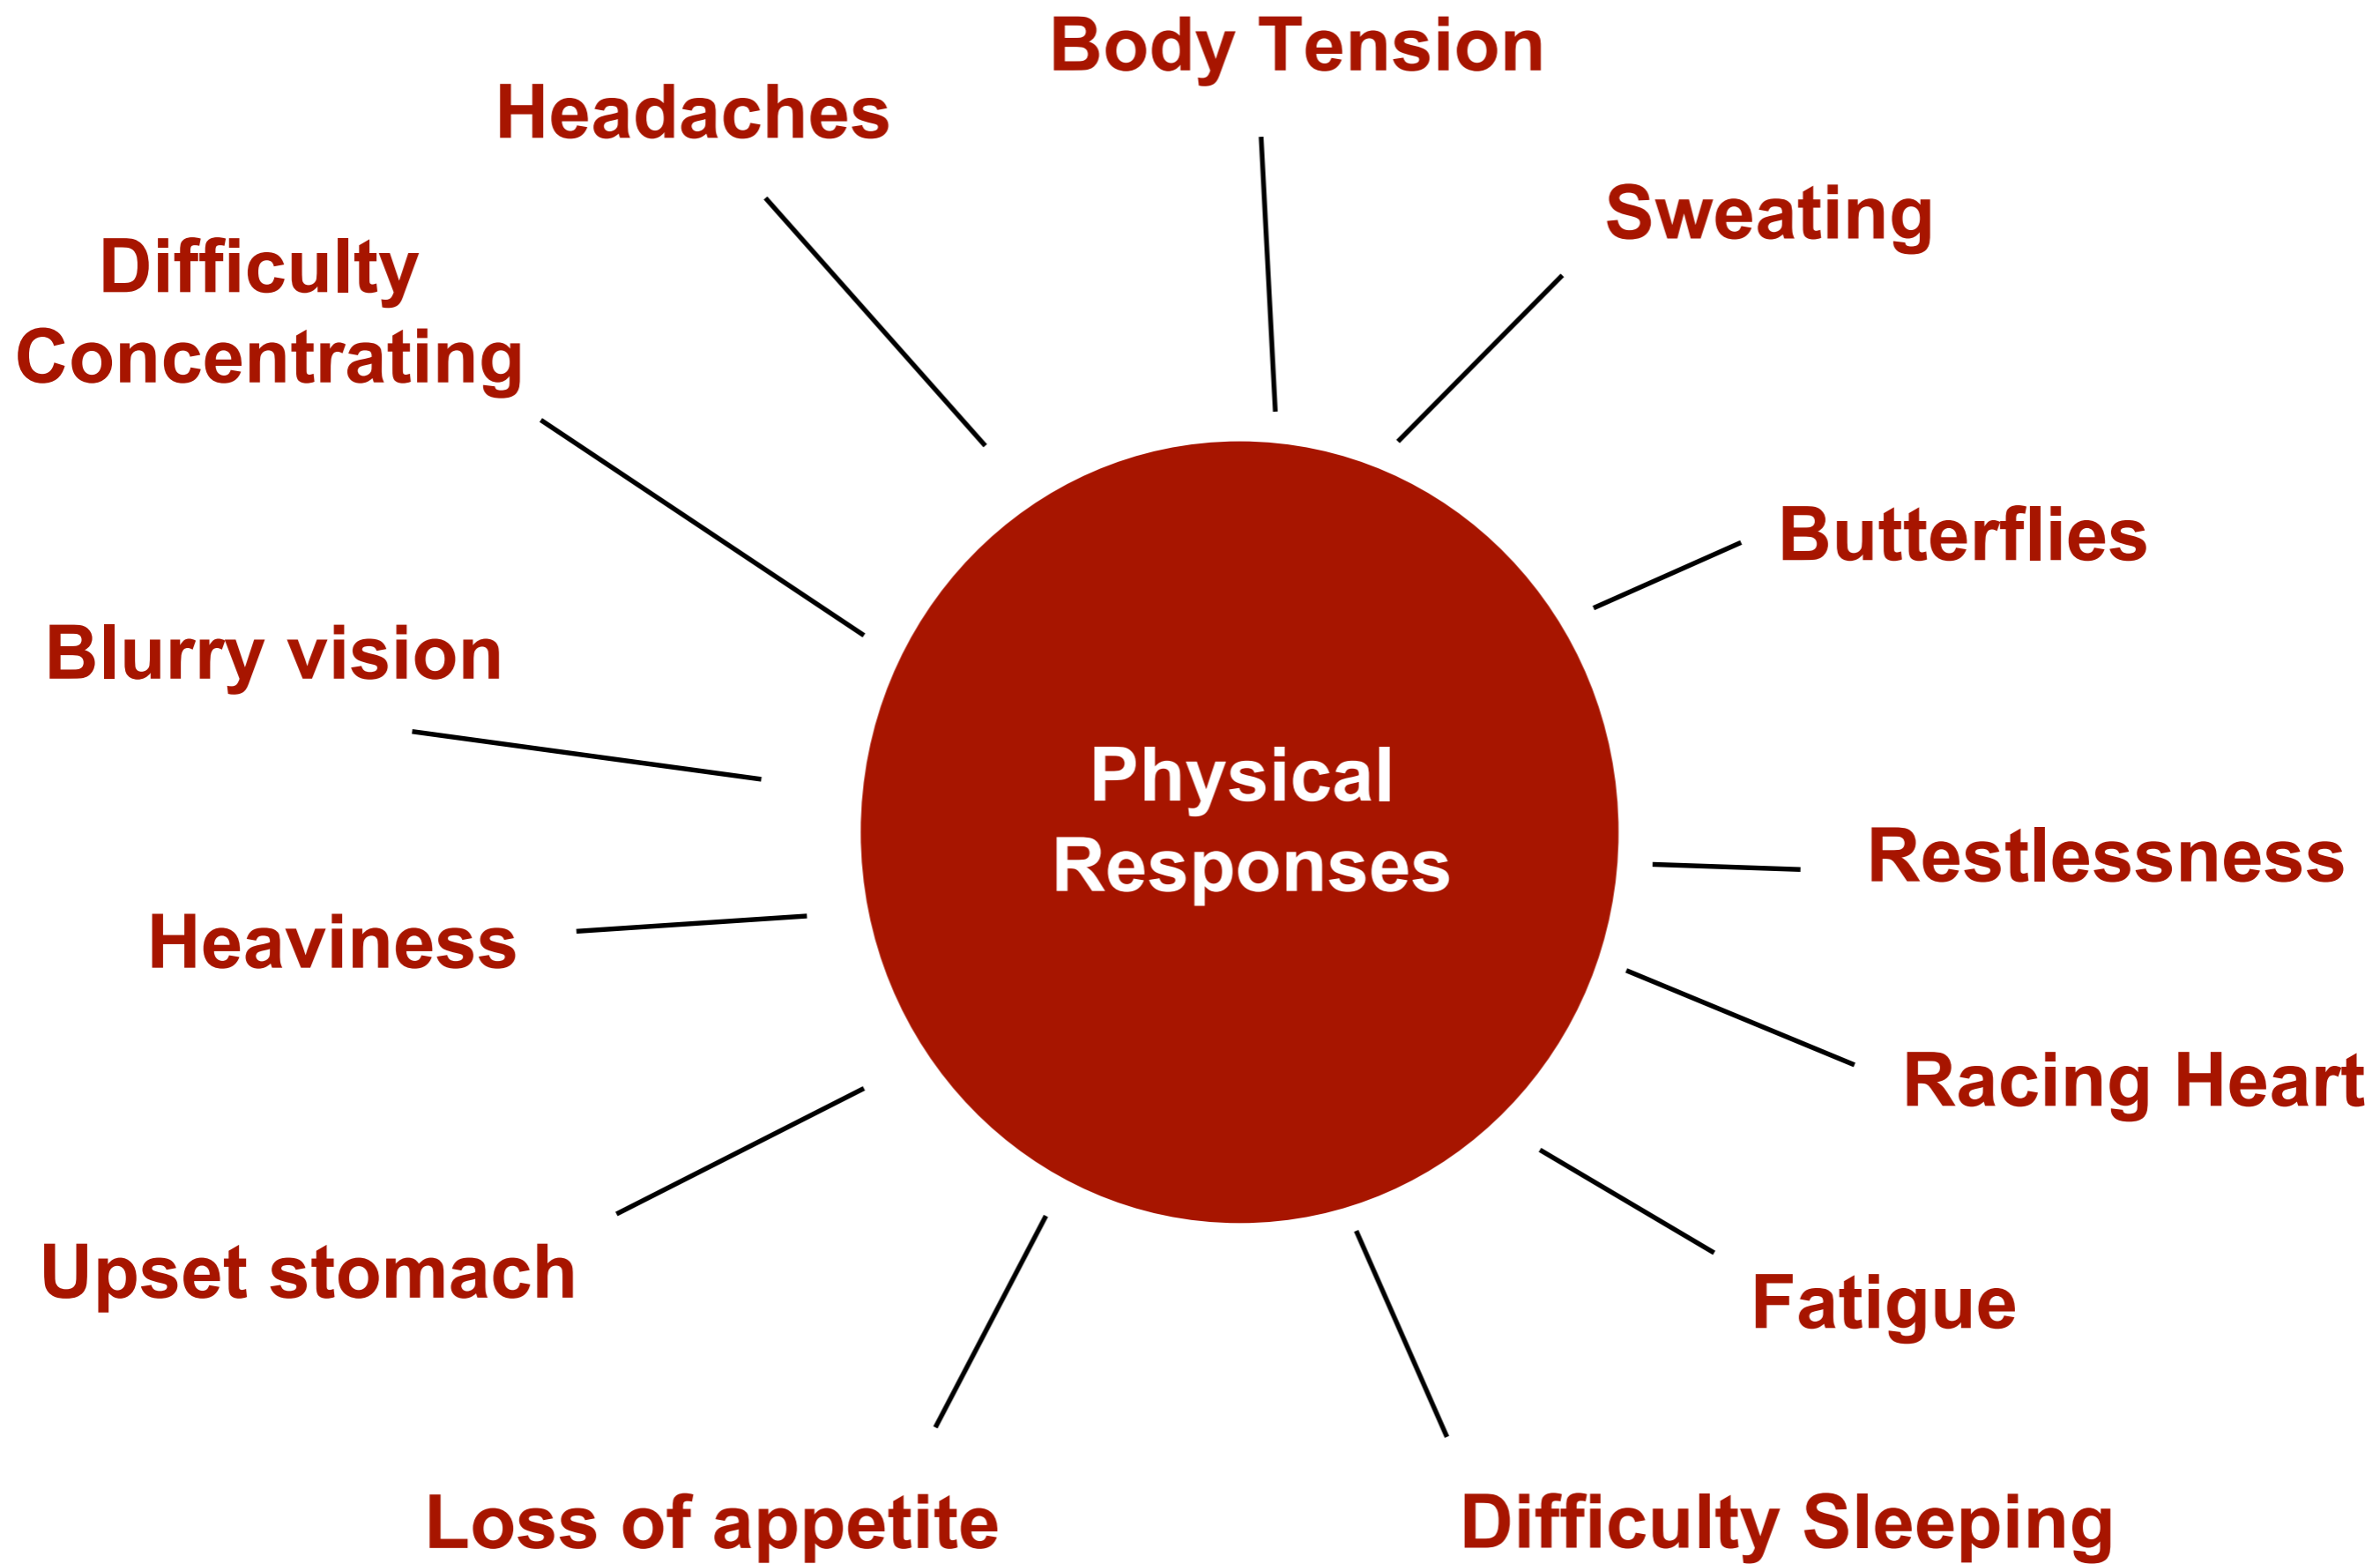 Body Tension
Headaches
Sweating
Difficulty
Concentrating
Butterflies
Blurry vision
Physical
Responses
Restlessness
Heaviness
Racing Heart
Upset stomach
Fatigue
Loss of appetite
Difficulty Sleeping